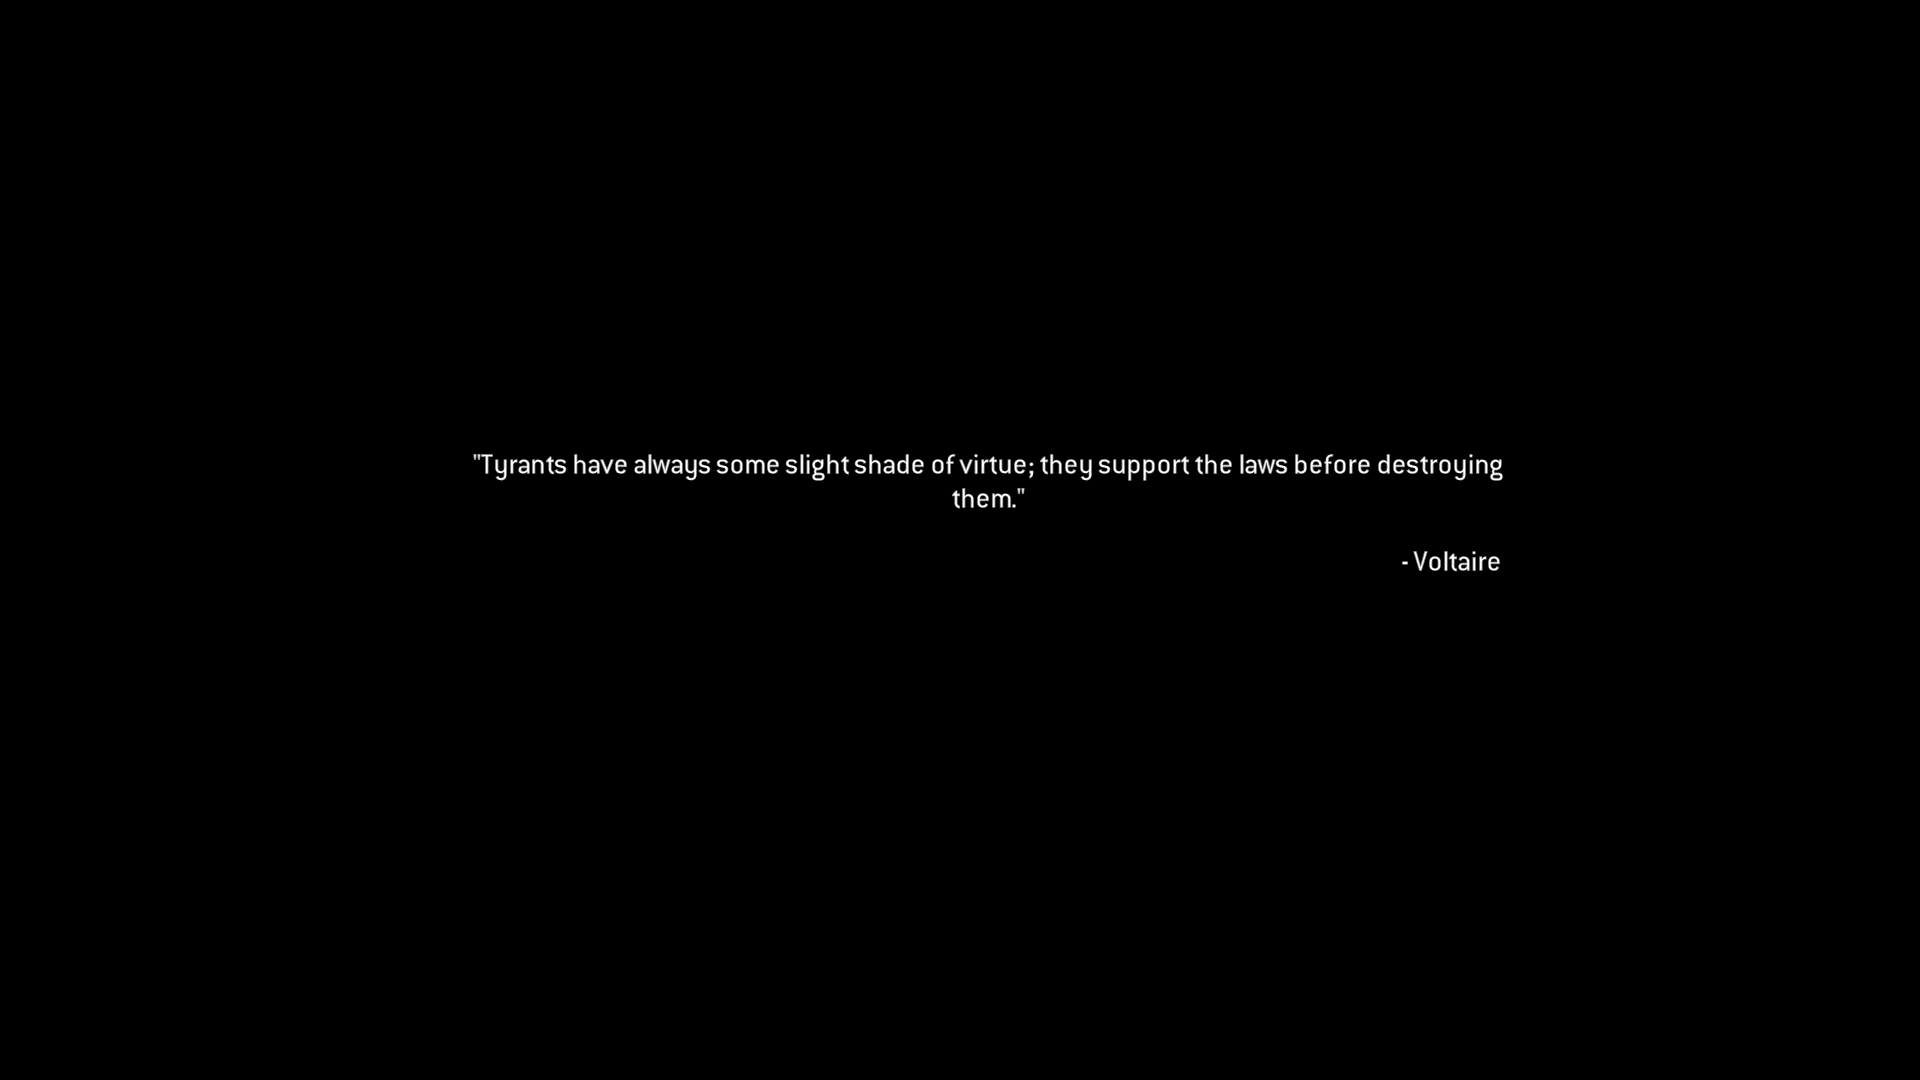 "Tyrants have always some slight shade of virtue; they support the laws before destroying
them."
- Voltaire